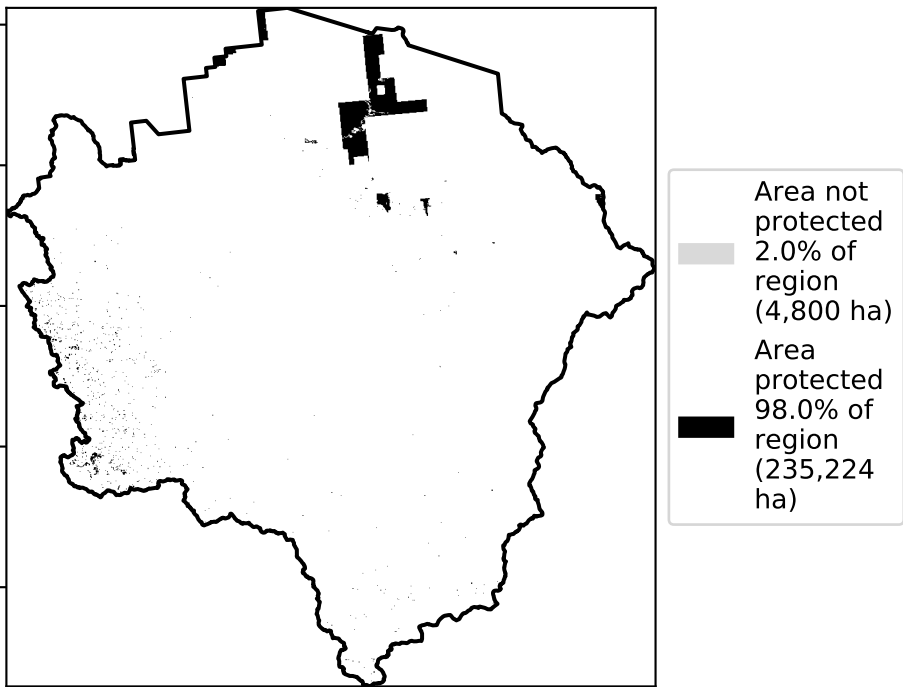 Area not
protected
2.0% of
region
(4,800 ha)
Area
protected
98.0% of
region
(235,224
ha)